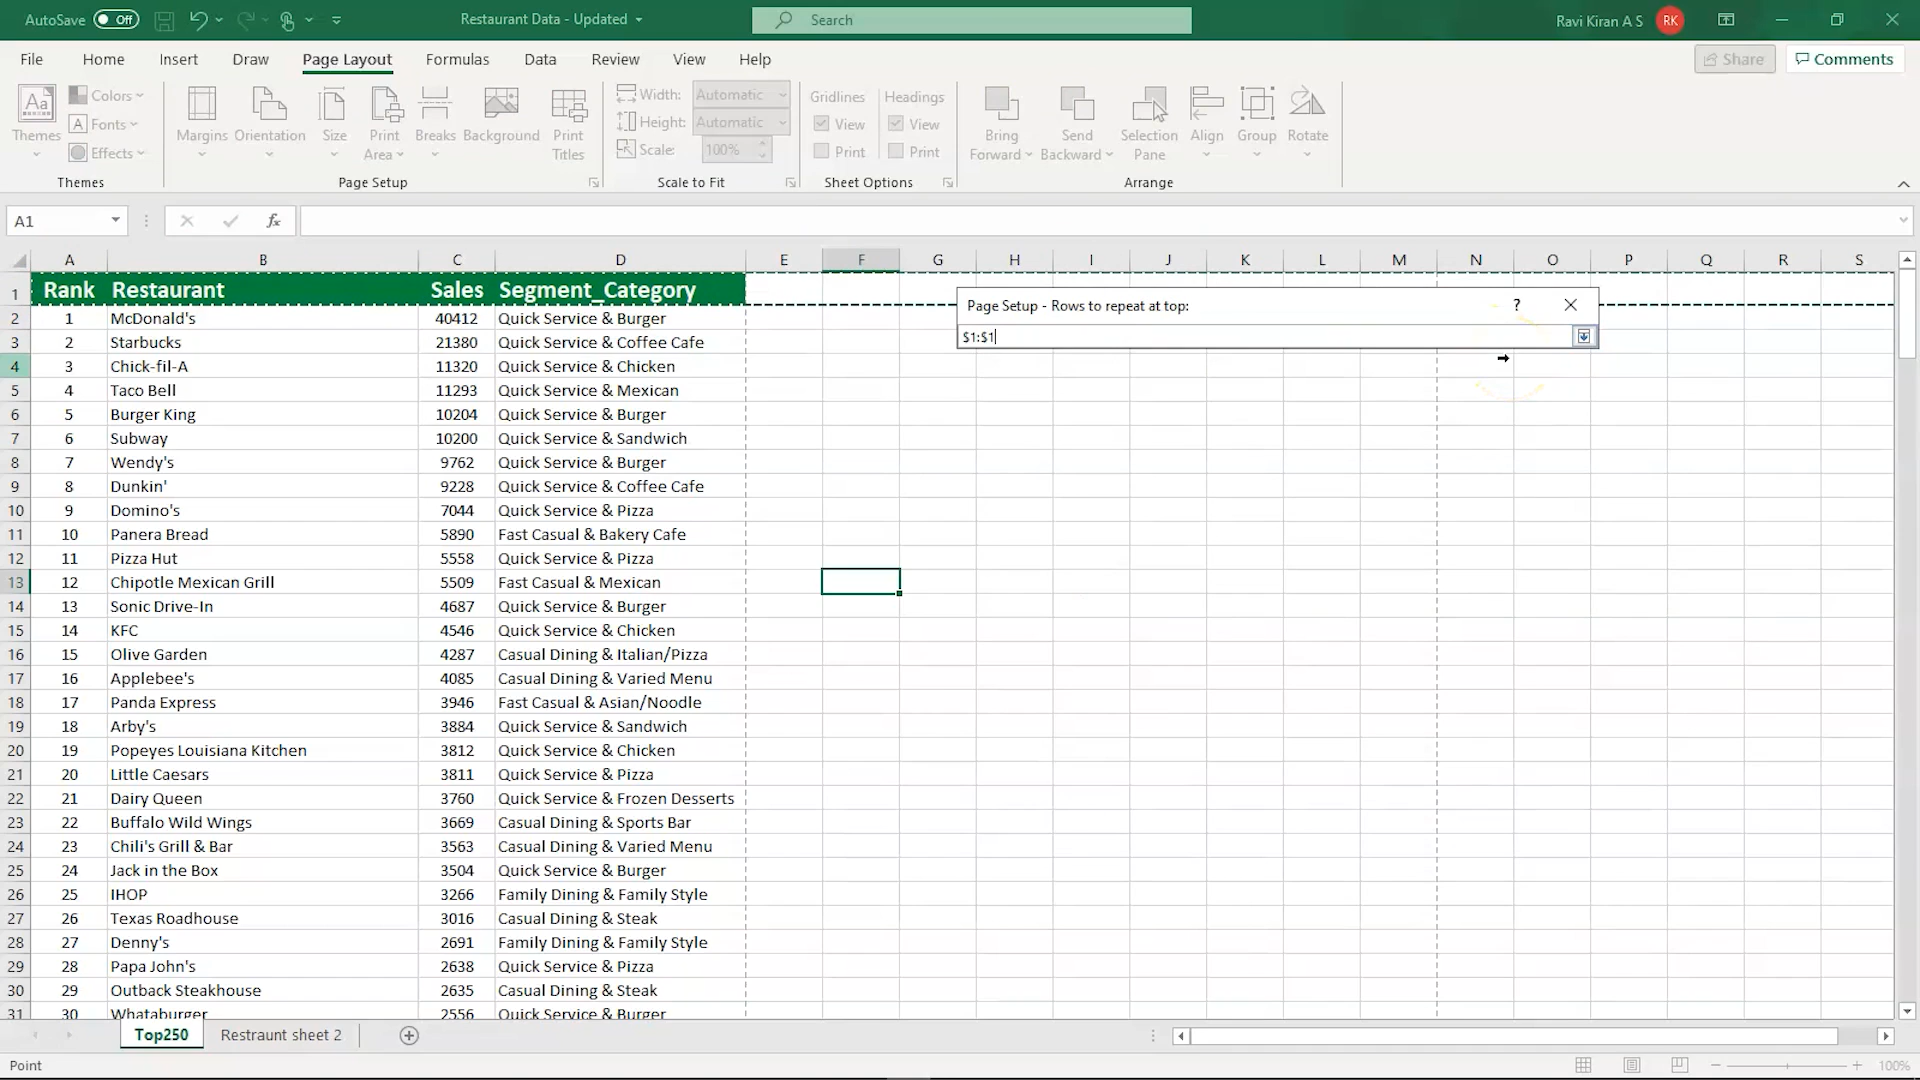 AutoSave Off Restaurant Data - Updated Search Ravi Kiran A S RK
File Home Insert Draw Page Layout Formulas Data Review View Help Share Comments
Aa Colors Width: Automatic Gridlines Headings
A Fonts Height: Automatic View View
Themes Effects Margins Orientation Size Print Area Breaks Background Print Titles Scale: 100% Print Print Bring Forward Send Backward Selection Pane Align Group Rotate
Themes Page Setup Scale to Fit Sheet Options Arrange
A1 fx
A B C D E F G H I J K L M N O P Q R S
1 Rank Restaurant Sales Segment_Category
Page Setup - Rows to repeat at top: ?
$1:$1
2 1 McDonald's 40412 Quick Service & Burger
3 2 Starbucks 21380 Quick Service & Coffee Cafe
4 3 Chick-fil-A 11320 Quick Service & Chicken
5 4 Taco Bell 11293 Quick Service & Mexican
6 5 Burger King 10204 Quick Service & Burger
7 6 Subway 10200 Quick Service & Sandwich
8 7 Wendy's 9762 Quick Service & Burger
9 8 Dunkin' 9228 Quick Service & Coffee Cafe
10 9 Domino's 7044 Quick Service & Pizza
11 10 Panera Bread 5890 Fast Casual & Bakery Cafe
12 11 Pizza Hut 5558 Quick Service & Pizza
13 12 Chipotle Mexican Grill 5509 Fast Casual & Mexican
14 13 Sonic Drive-In 4687 Quick Service & Burger
15 14 KFC 4546 Quick Service & Chicken
16 15 Olive Garden 4287 Casual Dining & Italian/Pizza
17 16 Applebee's 4085 Casual Dining & Varied Menu
18 17 Panda Express 3946 Fast Casual & Asian/Noodle
19 18 Arby's 3884 Quick Service & Sandwich
20 19 Popeyes Louisiana Kitchen 3812 Quick Service & Chicken
21 20 Little Caesars 3811 Quick Service & Pizza
22 21 Dairy Queen 3760 Quick Service & Frozen Desserts
23 22 Buffalo Wild Wings 3669 Casual Dining & Sports Bar
24 23 Chili's Grill & Bar 3563 Casual Dining & Varied Menu
25 24 Jack in the Box 3504 Quick Service & Burger
26 25 IHOP 3266 Family Dining & Family Style
27 26 Texas Roadhouse 3016 Casual Dining & Steak
28 27 Denny's 2691 Family Dining & Family Style
29 28 Papa John's 2638 Quick Service & Pizza
30 29 Outback Steakhouse 2635 Casual Dining & Steak
31 30 Whataburger 2556 Quick Service & Burger
Top250 Restraunt sheet 2
Point 100%